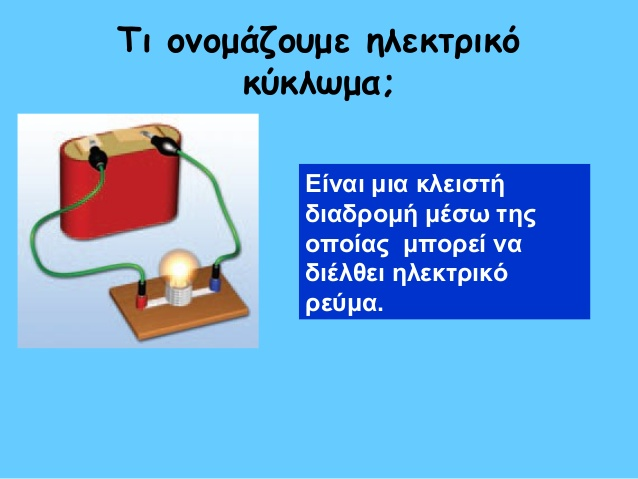 Τι ονομάζουμε ηλεκτρικό
κύκλωμα;
Είναι μια κλειστή
διαδρομή μέσω της
οποίας μπορεί να
διέλθει ηλεκτρικό
ρεύμα.